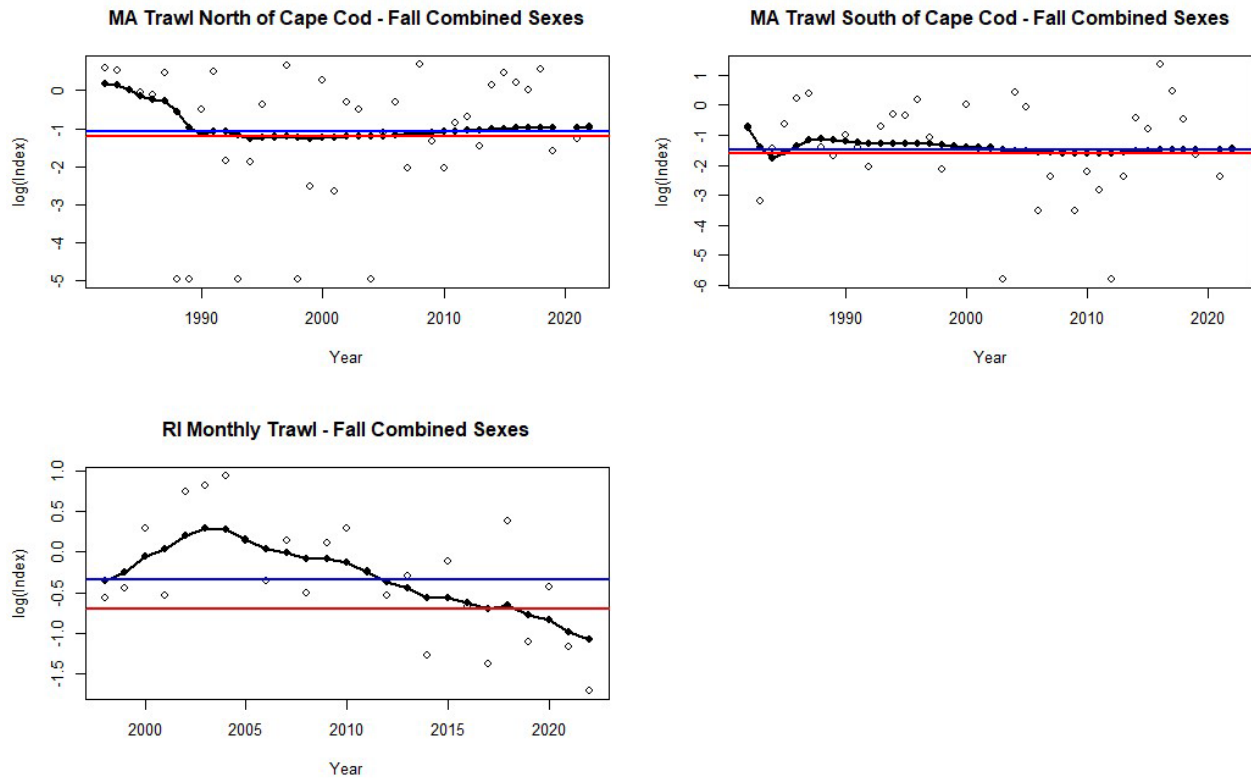 MA Trawl North of Cape Cod - Fall Combined Sexes
log(Index)
0
-1
-2
-3
-4
-5
1990 2000 2010 2020
Year
MA Trawl South of Cape Cod - Fall Combined Sexes
log(Index)
1
0
-1
-2
-3
-4
-5
-6
1990 2000 2010 2020
Year
RI Monthly Trawl - Fall Combined Sexes
log(Index)
1.0
0.5
0.0
-0.5
-1.0
-1.5
2000 2005 2010 2015 2020
Year